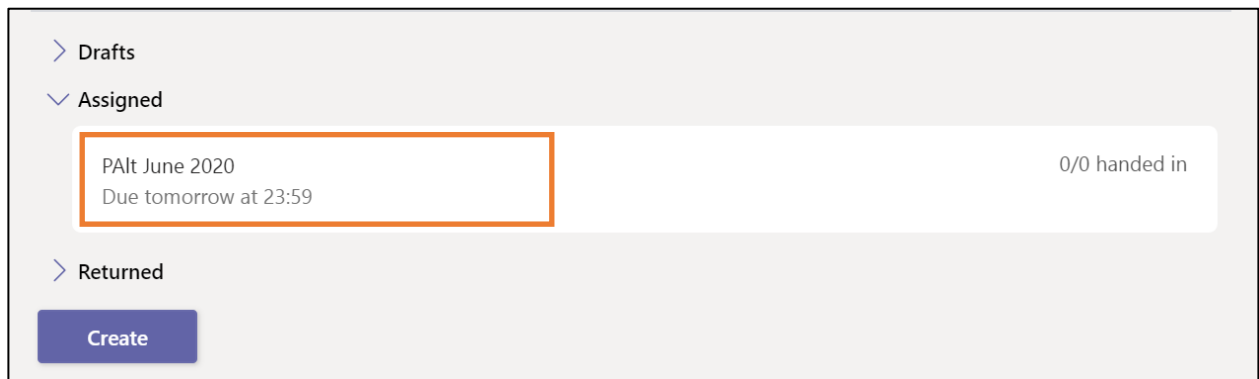 Drafts
Assigned
PAlt June 2020
0/0 handed in
Due tomorrow at 23:59
Returned
Create